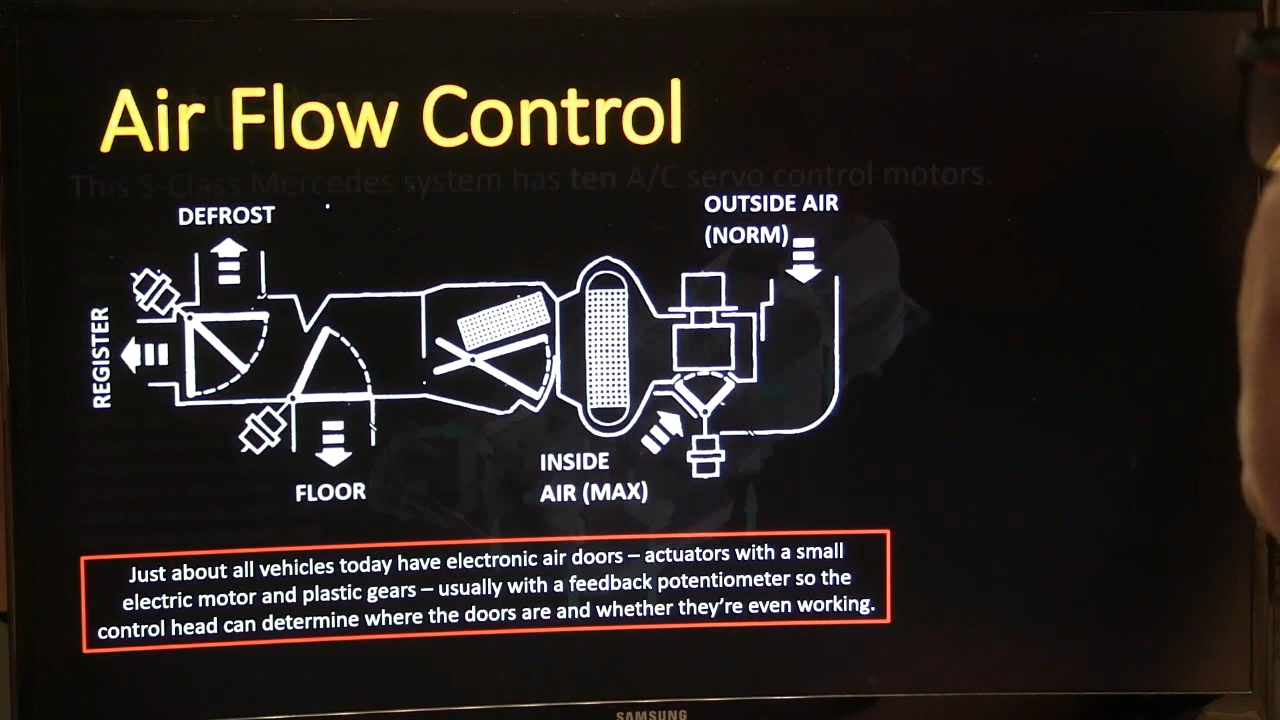 Air Flow Control
This S-Class Mercedes system has ten A/C servo control motors.
DEFROST
OUTSIDE AIR
(NORM)
REGISTER
INSIDE
AIR (MAX)
FLOOR
Just about all vehicles today have electronic air doors – actuators with a small
electric motor and plastic gears – usually with a feedback potentiometer so the
control head can determine where the doors are and whether they're even working.
SAMSUNG